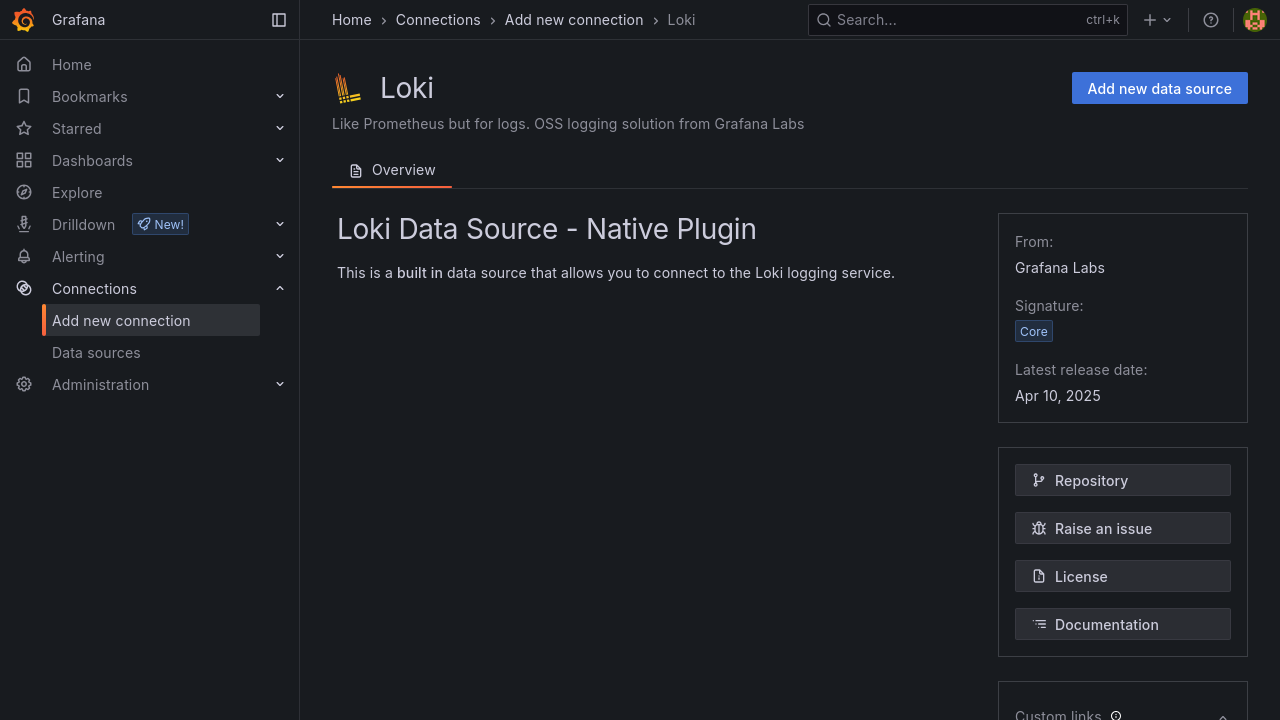 Grafana
Home
Connections
Add new connection
Loki
Search...
ctrl+k
Home
Bookmarks
Starred
Dashboards
Explore
Drilldown
New!
Alerting
Connections
Add new connection
Data sources
Administration
Loki
Add new data source
Like Prometheus but for logs. OSS logging solution from Grafana Labs
Overview
Loki Data Source - Native Plugin
This is a built in data source that allows you to connect to the Loki logging service.
From:
Grafana Labs
Signature:
Core
Latest release date:
Apr 10, 2025
Repository
Raise an issue
License
Documentation
Custom links